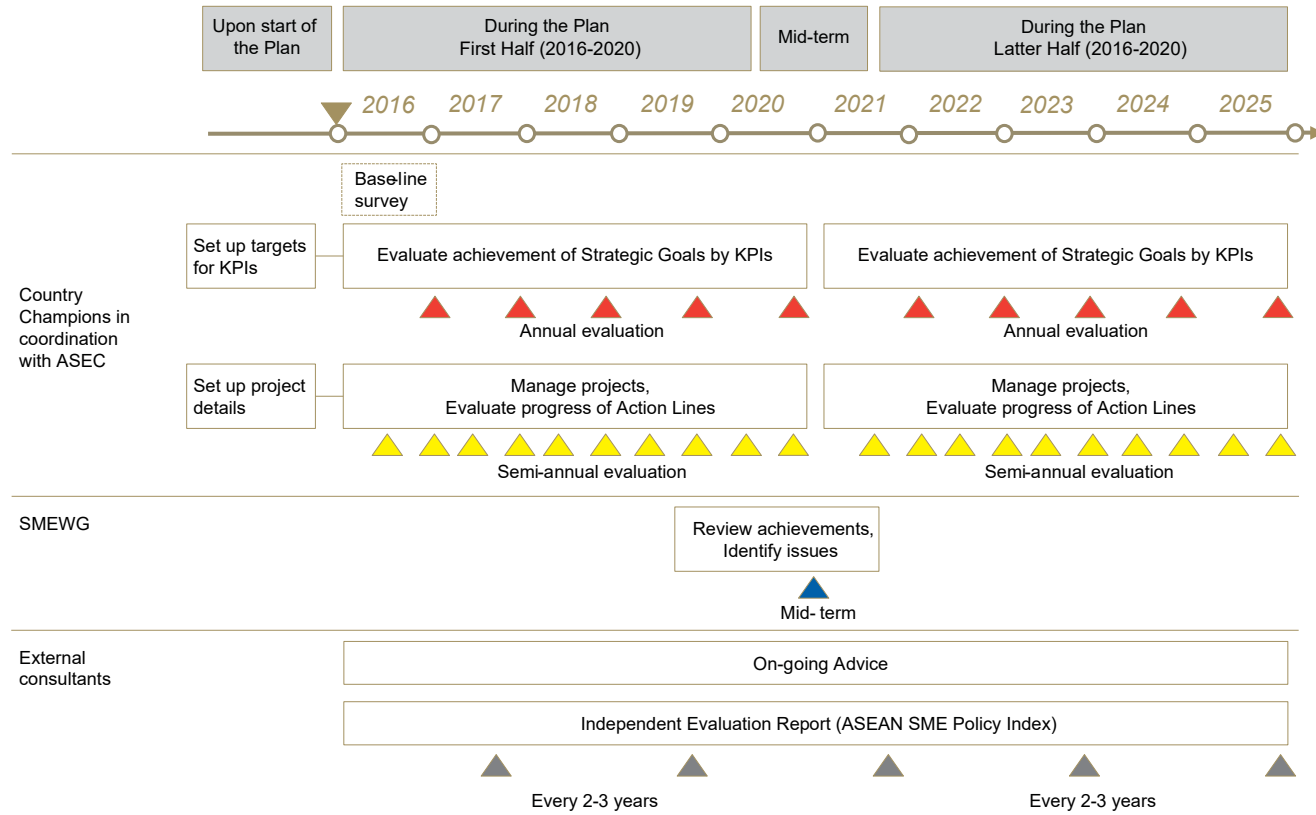 Upon start of
the Plan
During the Plan
First Half (2016-2020)
Mid-term
During the Plan
Latter Half (2016-2020)
2016
2017
2018
2019
2020
2021
2022
2023
2024
2025
Country
Champions in
coordination
with ASEC
Base-line
survey
Set up targets
for KPIs
Evaluate achievement of Strategic Goals by KPIs
Evaluate achievement of Strategic Goals by KPIs
Annual evaluation
Annual evaluation
Set up project
details
Manage projects,
Evaluate progress of Action Lines
Manage projects,
Evaluate progress of Action Lines
Semi-annual evaluation
Semi-annual evaluation
SMEWG
Review achievements,
Identify issues
Mid- term
External
consultants
On-going Advice
Independent Evaluation Report (ASEAN SME Policy Index)
Every 2-3 years
Every 2-3 years